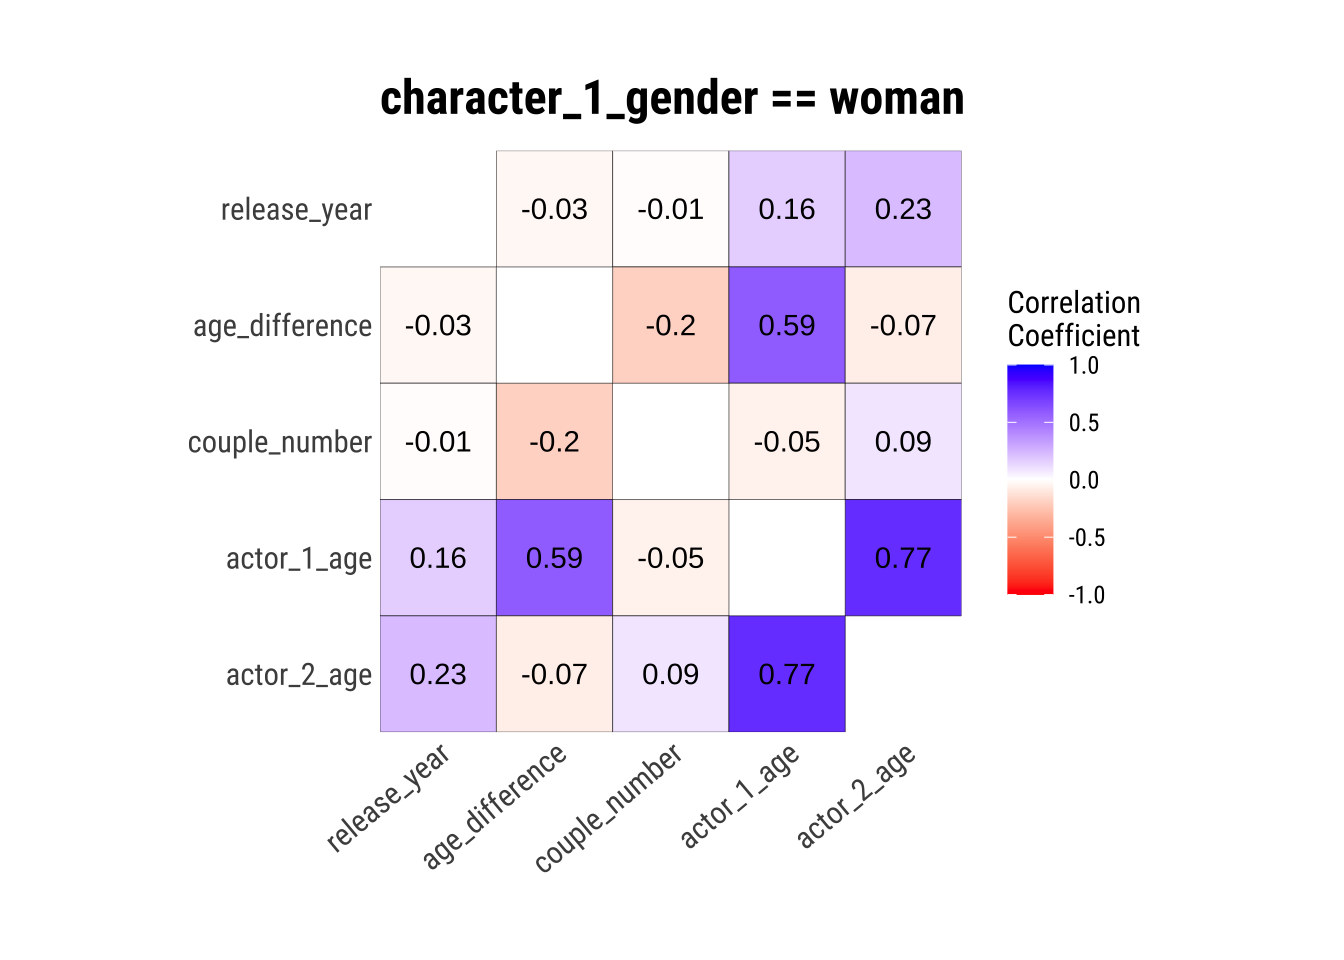 character_1_gender == woman
release_year
-0.03
-0.01
0.16
0.23
age_difference
-0.03
-0.2
0.59
-0.07
couple_number
-0.01
-0.2
-0.05
0.09
actor_1_age
0.16
0.59
-0.05
0.77
actor_2_age
0.23
-0.07
0.09
0.77
release_year
age_difference
couple_number
actor_1_age
actor_2_age
Correlation
Coefficient
1.0
0.5
0.0
-0.5
-1.0